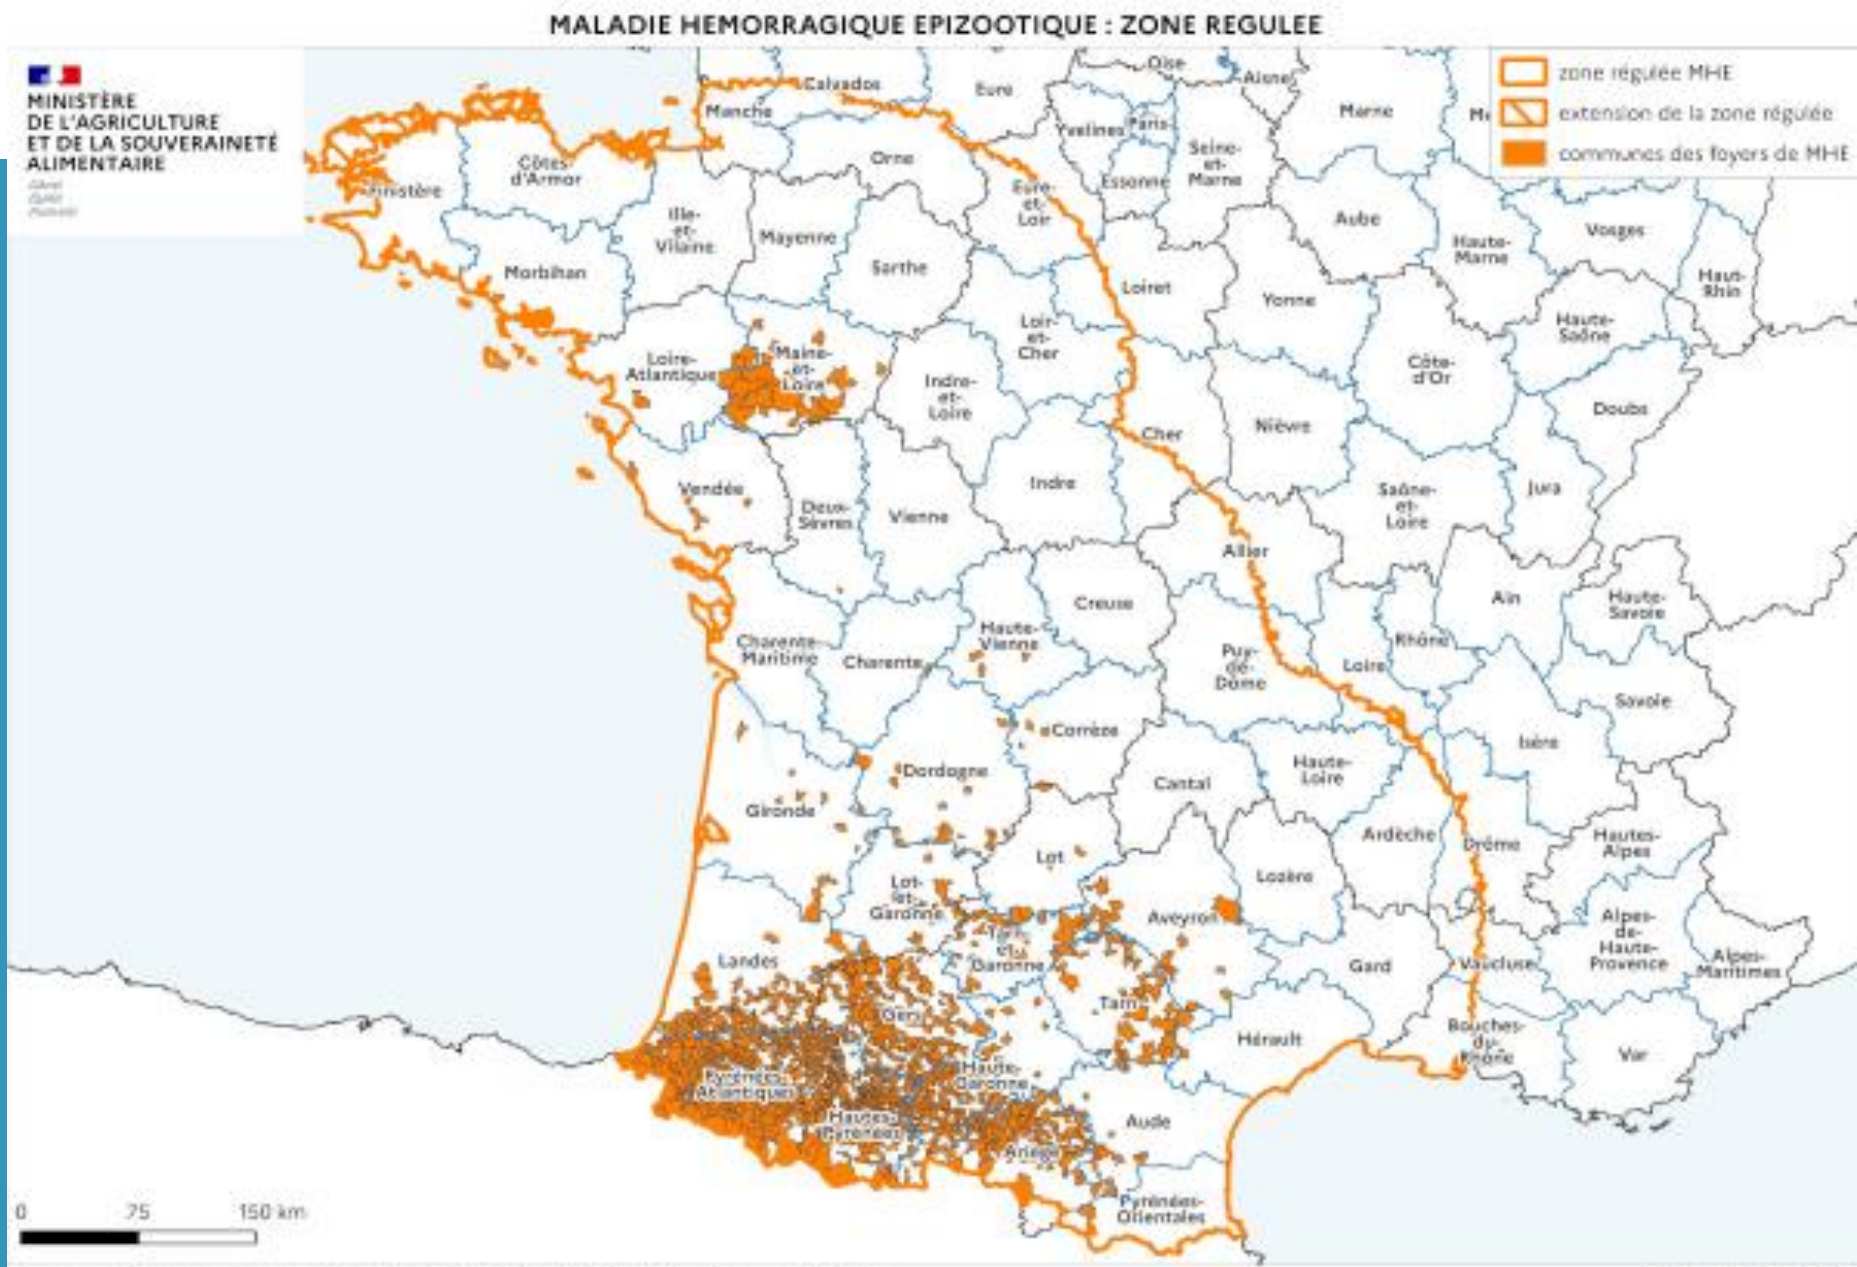 MALADIE HEMORRAGIQUE EPIZOOTIQUE : ZONE REGULEE
MINISTÈRE
DE L'AGRICULTURE
ET DE LA SOUVERAINETÉ
ALIMENTAIRE
zone régulée MHE
extension de la zone régulée
communes des foyers de MHE
Oise
Aisne
Calvados
Eure
Manche
Marne
Yvelines
Paris
Seine-
et-
Marne
Essonne
Orne
Côtes-
d'Armor
Finistère
Eure-
et-
Loir
Ille-
et-
Vilaine
Mayenne
Sarthe
Morbihan
Aube
Haute-
Marne
Vosges
Haut-
Rhin
Loiret
Yonne
Loir-
et-
Cher
Haute-
Saône
Loire-
Atlantique
Maine-
et-
Loire
Indre-
et-
Loire
Côte-
d'Or
Doubs
Cher
Nièvre
Vendée
Deux-
Sèvres
Vienne
Indre
Saône-
et-
Loire
Jura
Allier
Creuse
Ain
Haute-
Savoie
Charente-
Maritime
Charente
Haute-
Vienne
Puy-
de-
Dôme
Loire
Rhône
Savoie
Corrèze
Isère
Dordogne
Cantal
Haute-
Loire
Gironde
Lot
Ardèche
Drôme
Hautes-
Alpes
Lot-
et-
Garonne
Lozère
Aveyron
Alpes-
de-
Haute-
Provence
Alpes-
Maritimes
Landes
Tarn-
et-
Garonne
Gard
Vaucluse
Tarn
Gers
Hérault
Bouches-
du-
Rhône
Var
Pyrénées-
Atlantiques
Haute-
Garonne
Hautes-
Pyrénées
Aude
Ariège
Pyrénées-
Orientales
0 75 150 km